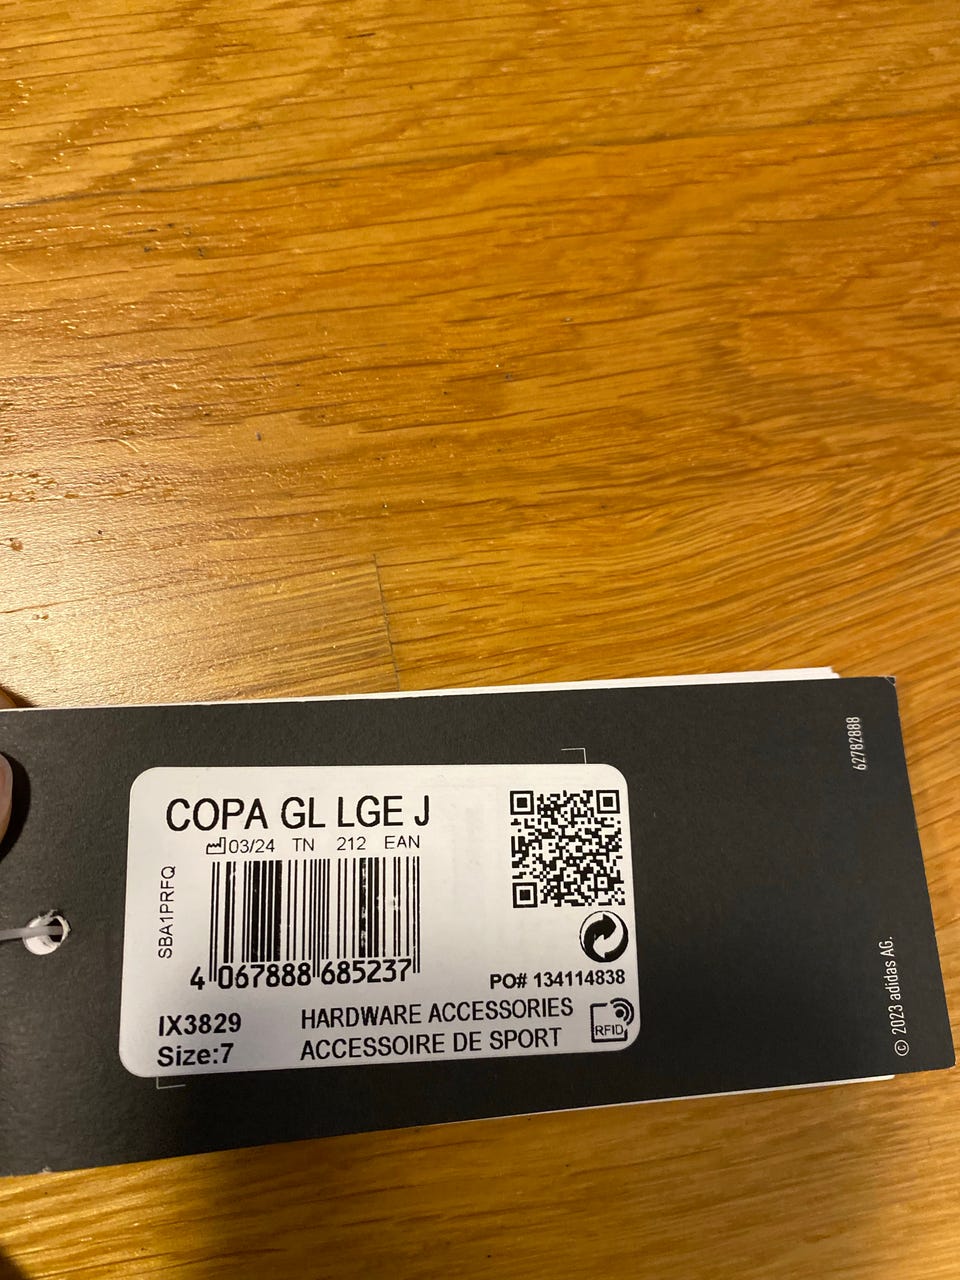 COPA GL LGE J
03/24 TN 212 EAN
SBA1PRFQ
4 067888 685237
PO# 134114838
IX3829
HARDWARE ACCESSORIES
Size:7
ACCESSOIRE DE SPORT
RFID
62782888
© 2023 adidas AG.